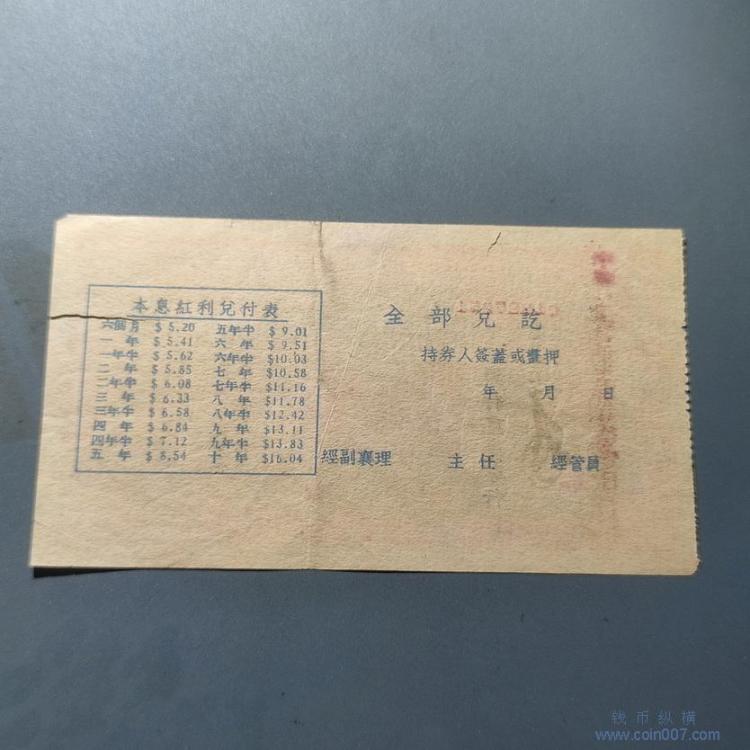 本息紅利兌付表
六個月 $ 5.20 五年半 $ 9.01
一年 $ 5.41 六年 $ 9.51
一年半 $ 5.62 六年半 $10.03
二年 $ 5.85 七年 $10.58
二年半 $ 6.08 七年半 $11.16
三年 $ 6.33 八年 $11.78
三年半 $ 6.58 八年半 $12.42
四年 $ 6.84 九年 $13.11
四年半 $ 7.12 九年半 $13.83
五年 $ 8.54 十年 $16.04
全部兌訖
持券人簽蓋或畫押
年 月 日
經副襄理 主任 經管員
钱币纵横
www.coin007.com